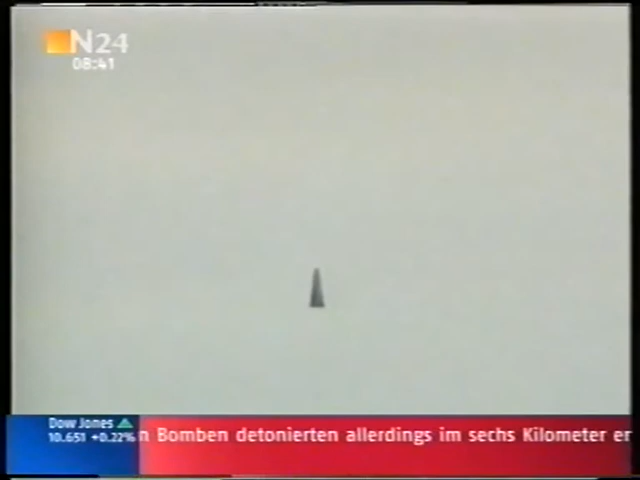 N24
08:41
Dow Jones
10.651 +0.22%
n Bomben detonierten allerdings im sechs Kilometer er